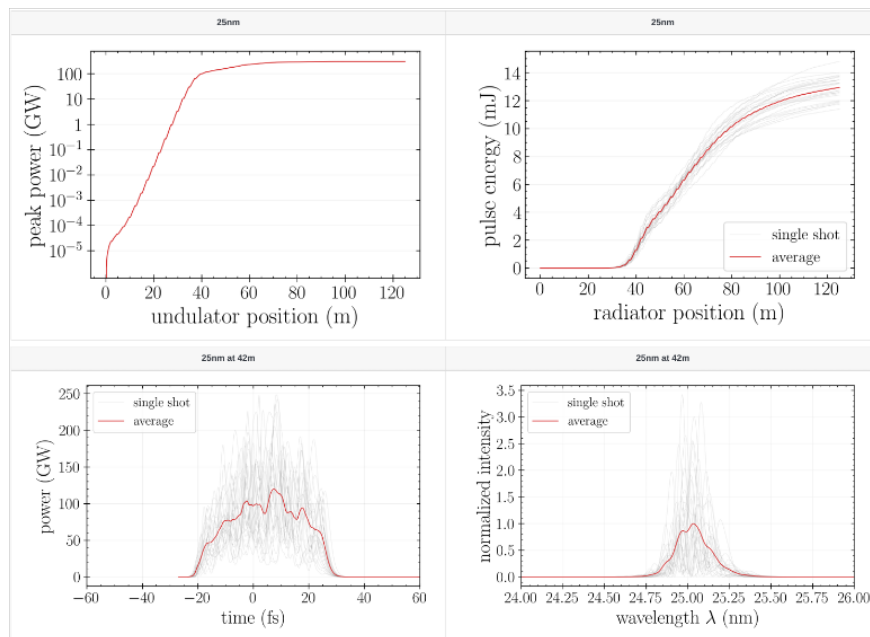 25nm
25nm
peak power (GW)
100
10
1
10⁻¹
10⁻²
10⁻³
10⁻⁴
10⁻⁵
0 20 40 60 80 100 120
undulator position (m)
pulse energy (mJ)
14
12
10
8
6
4
2
0
single shot
average
0 20 40 60 80 100 120
radiator position (m)
25nm at 42m
25nm at 42m
power (GW)
250
200
150
100
50
0
single shot
average
−60 −40 −20 0 20 40 60
time (fs)
normalized intensity
3.5
3.0
2.5
2.0
1.5
1.0
0.5
0.0
single shot
average
24.00 24.25 24.50 24.75 25.00 25.25 25.50 25.75 26.00
wavelength λ (nm)